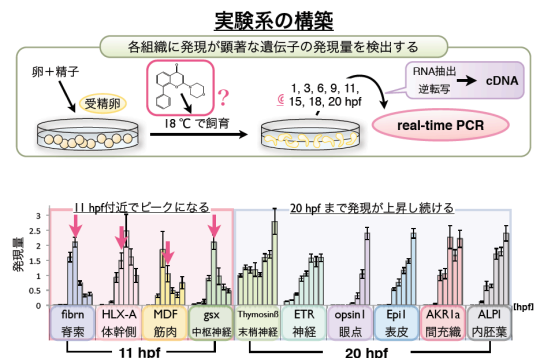 実験系の構築
各組織に発現が顕著な遺伝子の発現量を検出する
卵＋精子
受精卵
?
18 ℃ で飼育
@ 1, 3, 6, 9, 11,
15, 18, 20 hpf
RNA抽出
逆転写
cDNA
real-time PCR
11 hpf付近でピークになる
20 hpf まで発現が上昇し続ける
発現量
3
2.5
2
1.5
1
0.5
0
[hpf]
fibrn
脊索
HLX-A
体幹側
MDF
筋肉
gsx
中枢神経
Thymosinß
末梢神経
ETR
神経
opsin1
眼点
Epi1
表皮
AKR1a
間充織
ALPl
内胚葉
11 hpf
20 hpf